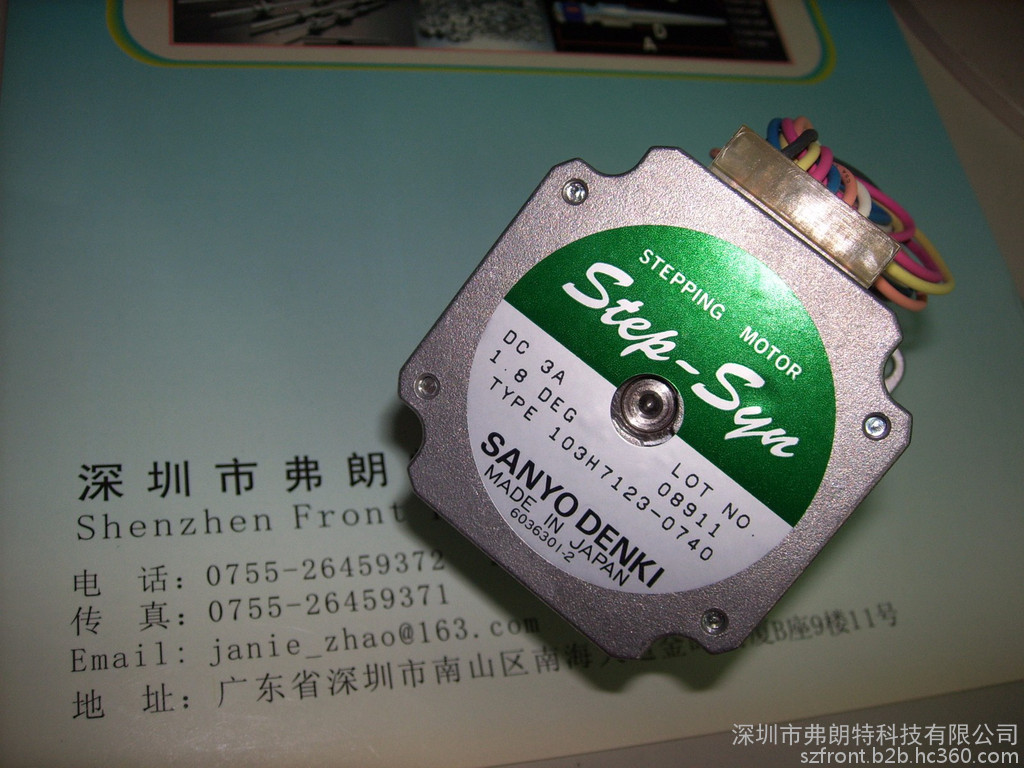 STEPPING MOTOR
Step-Syn
DC 3A
1.8 DEG
LOT NO
08911
TYPE 103H7123-0740
SANYO DENKI
MADE IN JAPAN
6036301-2
深圳市弗朗
Shenzhen Front
电 话：0755-26459372
传 真：0755-26459371
Email: janie_zhao@163.com
地 址：广东省深圳市南山区南海大道金 厦B座9楼11号
深圳市弗朗特科技有限公司
szfront.b2b.hc360.com